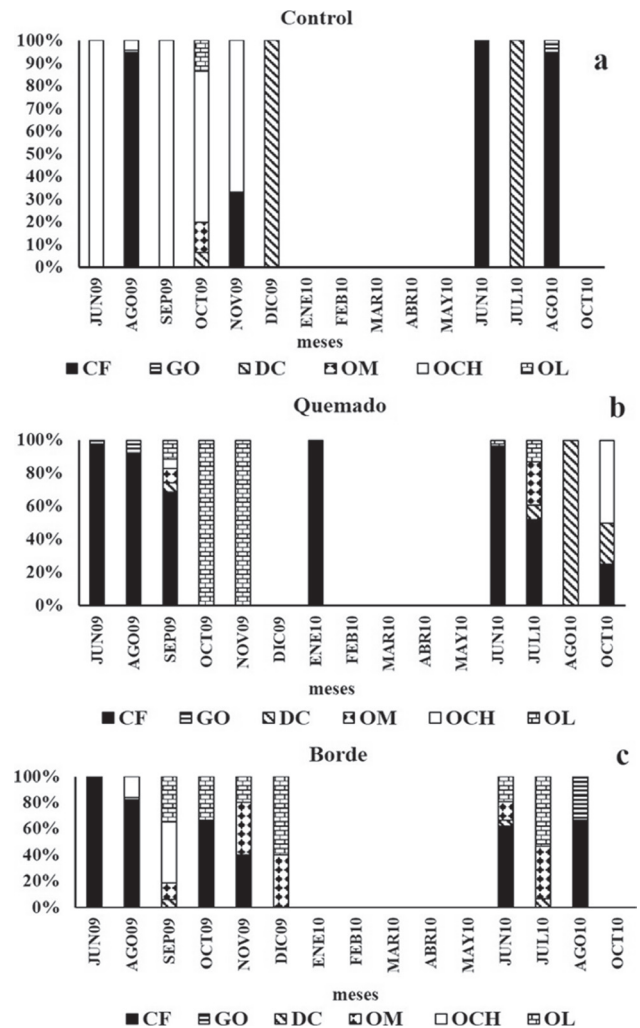 Control
a
100%
90%
80%
70%
60%
50%
40%
30%
20%
10%
0%
JUN09 AGO09 SEP09 OCT09 NOV09 DIC09 ENE10 FEB10 MAR10 ABR10 MAY10 JUN10 JUL10 AGO10 OCT10
meses
CF GO DC OM OCH OL
Quemado
b
100%
80%
60%
40%
20%
0%
JUN09 AGO09 SEP09 OCT09 NOV09 DIC09 ENE10 FEB10 MAR10 ABR10 MAY10 JUN10 JUL10 AGO10 OCT10
meses
CF GO DC OM OCH OL
Borde
c
100%
80%
60%
40%
20%
0%
JUN09 AGO09 SEP09 OCT09 NOV09 DIC09 ENE10 FEB10 MAR10 ABR10 MAY10 JUN10 JUL10 AGO10 OCT10
meses
CF GO DC OM OCH OL